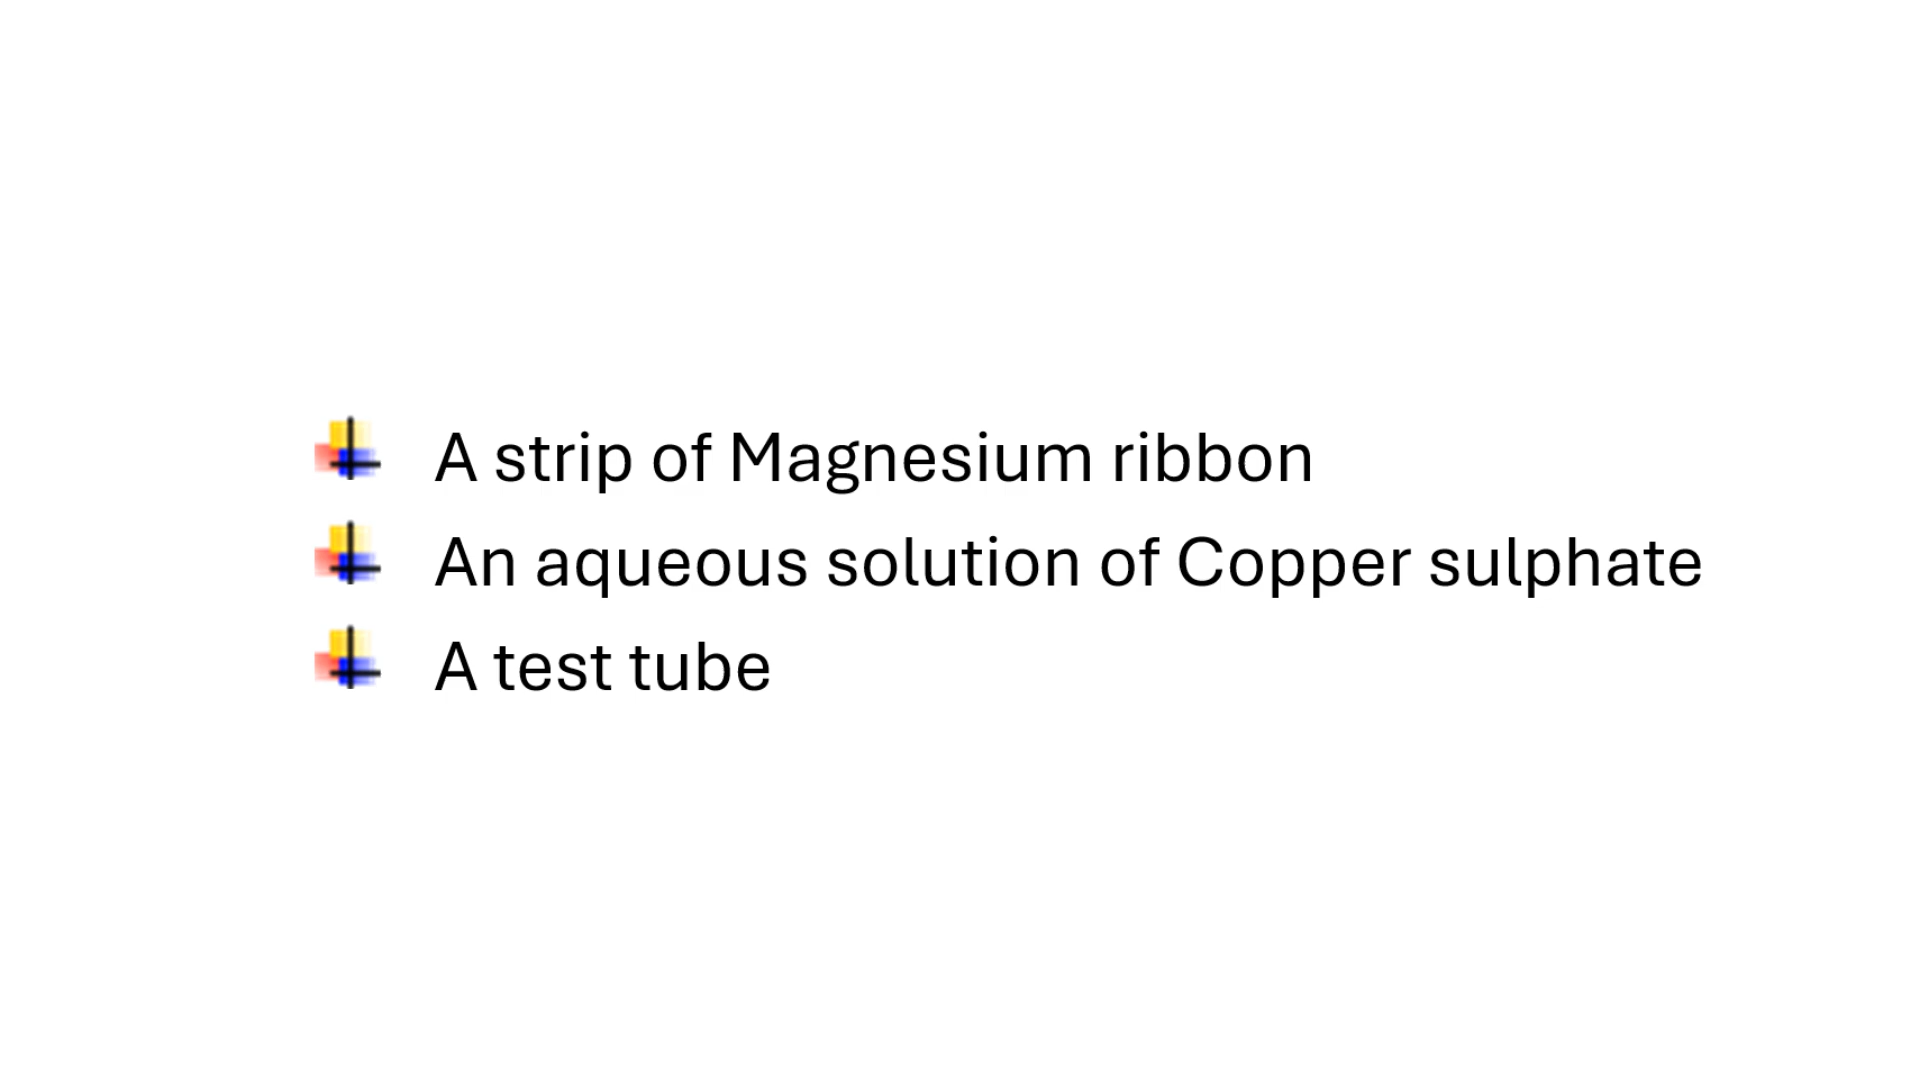 A strip of Magnesium ribbon
An aqueous solution of Copper sulphate
A test tube